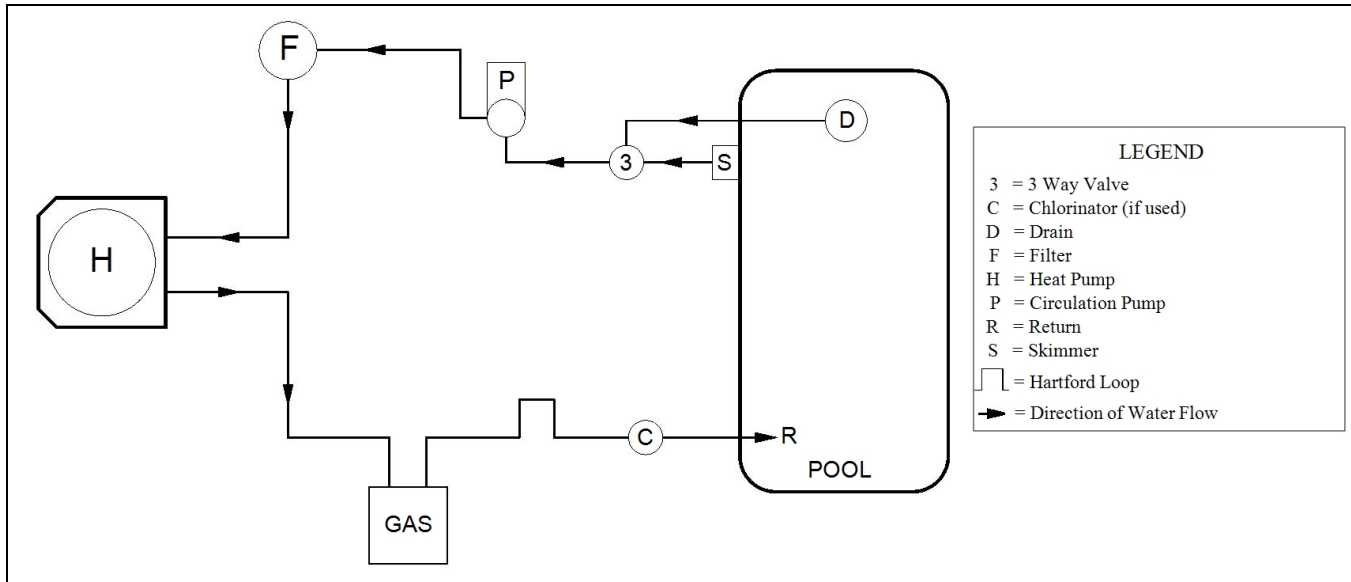 F
P
D
3
S
H
C
R
POOL
GAS
LEGEND
3 = 3 Way Valve
C = Chlorinator (if used)
D = Drain
F = Filter
H = Heat Pump
P = Circulation Pump
R = Return
S = Skimmer
= Hartford Loop
= Direction of Water Flow